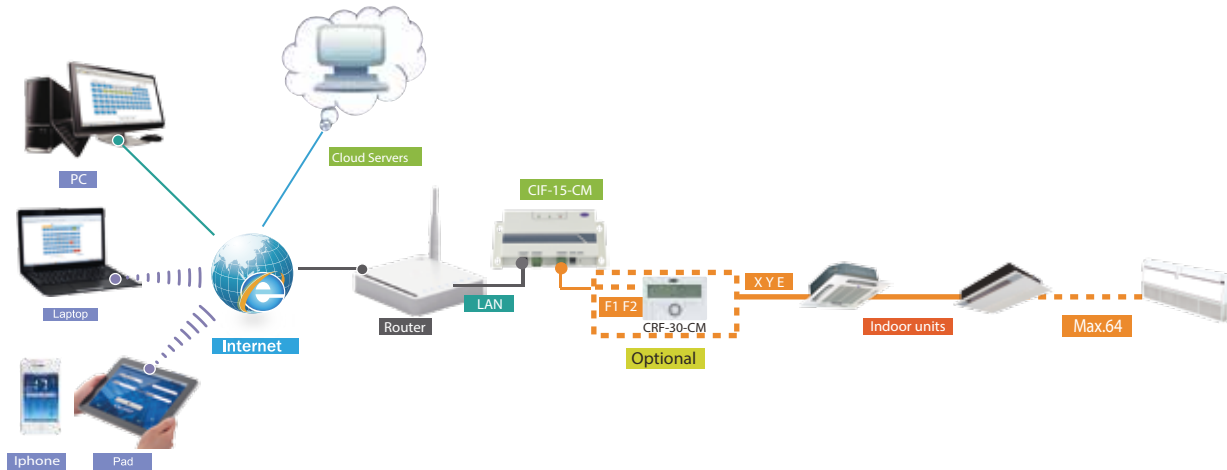 Cloud Servers
PC
CIF-15-CM
Laptop
Internet
Router
LAN
F1 F2
CRF-30-CM
Optional
X Y E
Indoor units
Max.64
Iphone
Pad